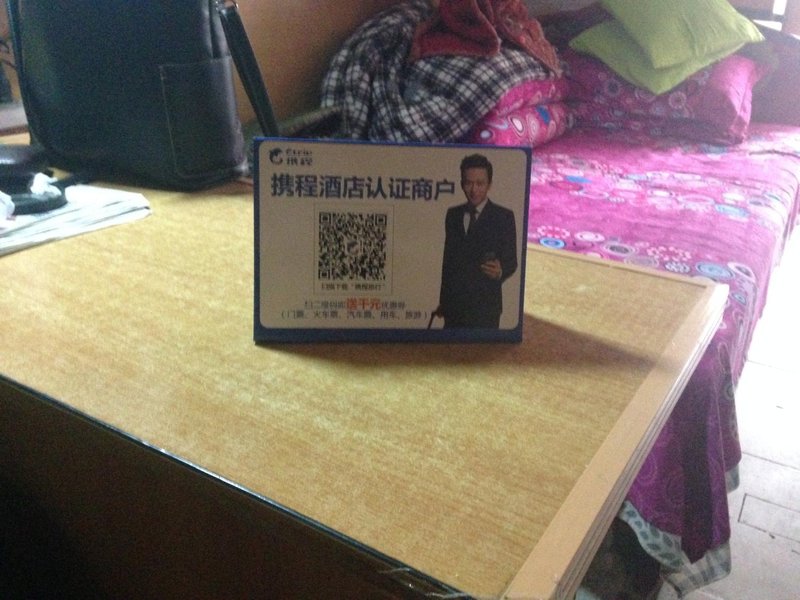 Ctrip
携程
携程酒店认证商户
扫描下载“携程旅行”
扫二维码即送千元优惠券
（门票、火车票、汽车票、用车、旅游）